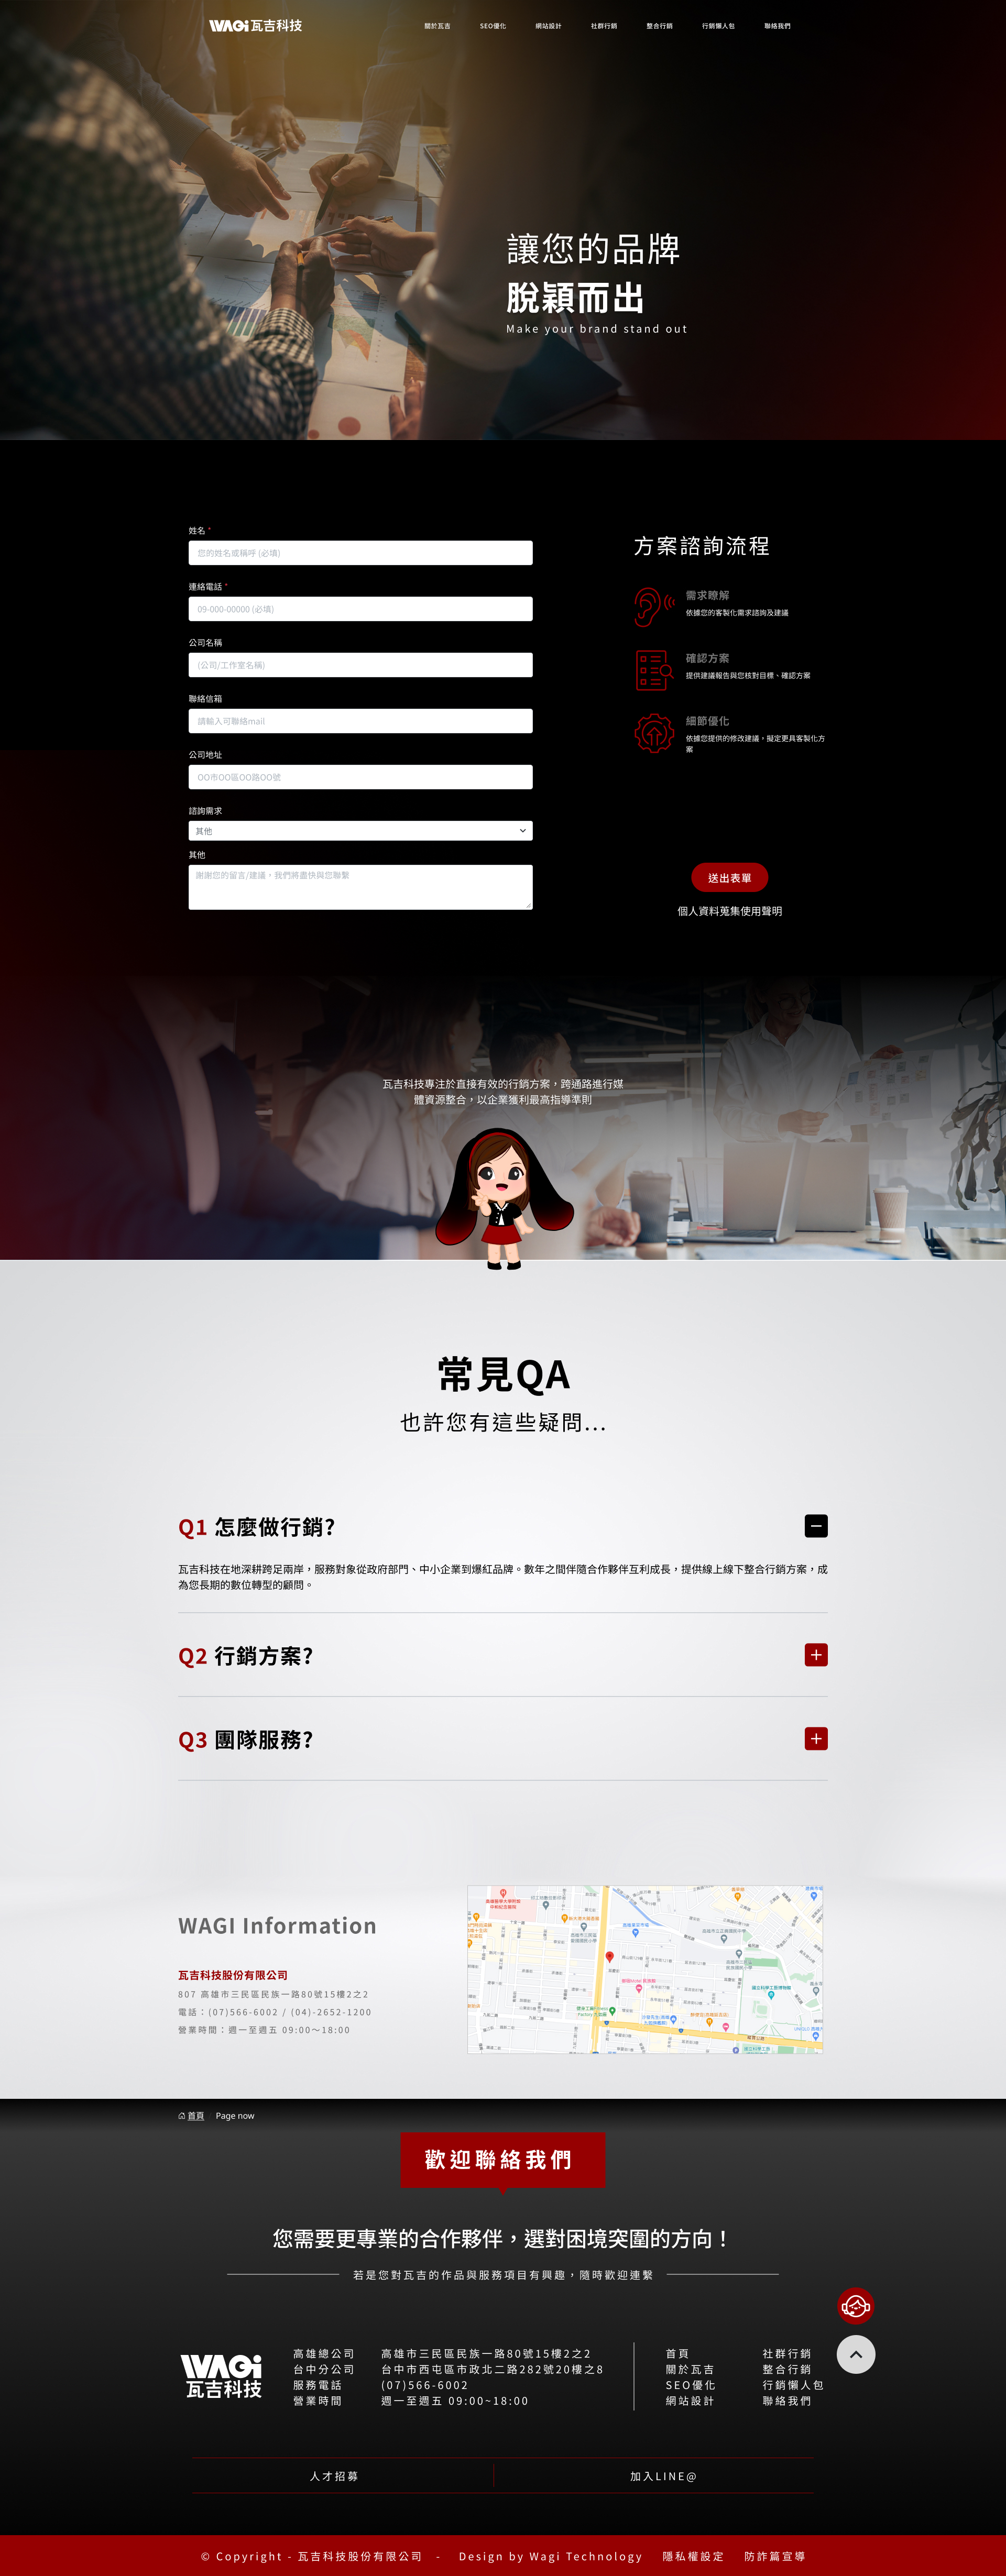 WAGi 瓦吉科技
關於瓦吉 SEO優化 網站設計 社群行銷 整合行銷 行銷懶人包 聯絡我們
讓您的品牌
脫穎而出
Make your brand stand out
姓名 *
您的姓名或稱呼 (必填)
連絡電話 *
09-000-00000 (必填)
公司名稱
(公司/工作室名稱)
聯絡信箱
請輸入可聯絡mail
公司地址
OO市OO區OO路OO號
諮詢需求
其他
其他
謝謝您的留言/建議，我們將盡快與您聯繫
方案諮詢流程
需求瞭解
依據您的客製化需求諮詢及建議
確認方案
提供建議報告與您核對目標、確認方案
細節優化
依據您提供的修改建議，擬定更具客製化方
案
送出表單
個人資料蒐集使用聲明
瓦吉科技專注於直接有效的行銷方案，跨通路進行媒
體資源整合，以企業獲利最高指導準則
常見QA
也許您有這些疑問...
Q1 怎麼做行銷?
瓦吉科技在地深耕跨足兩岸，服務對象從政府部門、中小企業到爆紅品牌。數年之間伴隨合作夥伴互利成長，提供線上線下整合行銷方案，成
為您長期的數位轉型的顧問。
Q2 行銷方案?
Q3 團隊服務?
WAGI Information
瓦吉科技股份有限公司
807 高雄市三民區民族一路80號15樓2之2
電話：(07)566-6002 / (04)-2652-1200
營業時間：週一至週五 09:00～18:00
首頁 Page now
歡迎聯絡我們
您需要更專業的合作夥伴，選對困境突圍的方向！
若是您對瓦吉的作品與服務項目有興趣，隨時歡迎連繫
WAGi
瓦吉科技
高雄總公司 高雄市三民區民族一路80號15樓2之2
台中分公司 台中市西屯區市政北二路282號20樓之8
服務電話 (07)566-6002
營業時間 週一至週五 09:00~18:00
首頁 社群行銷
關於瓦吉 整合行銷
SEO優化 行銷懶人包
網站設計 聯絡我們
人才招募 加入LINE@
© Copyright - 瓦吉科技股份有限公司 - Design by Wagi Technology 隱私權設定 防詐篇宣導